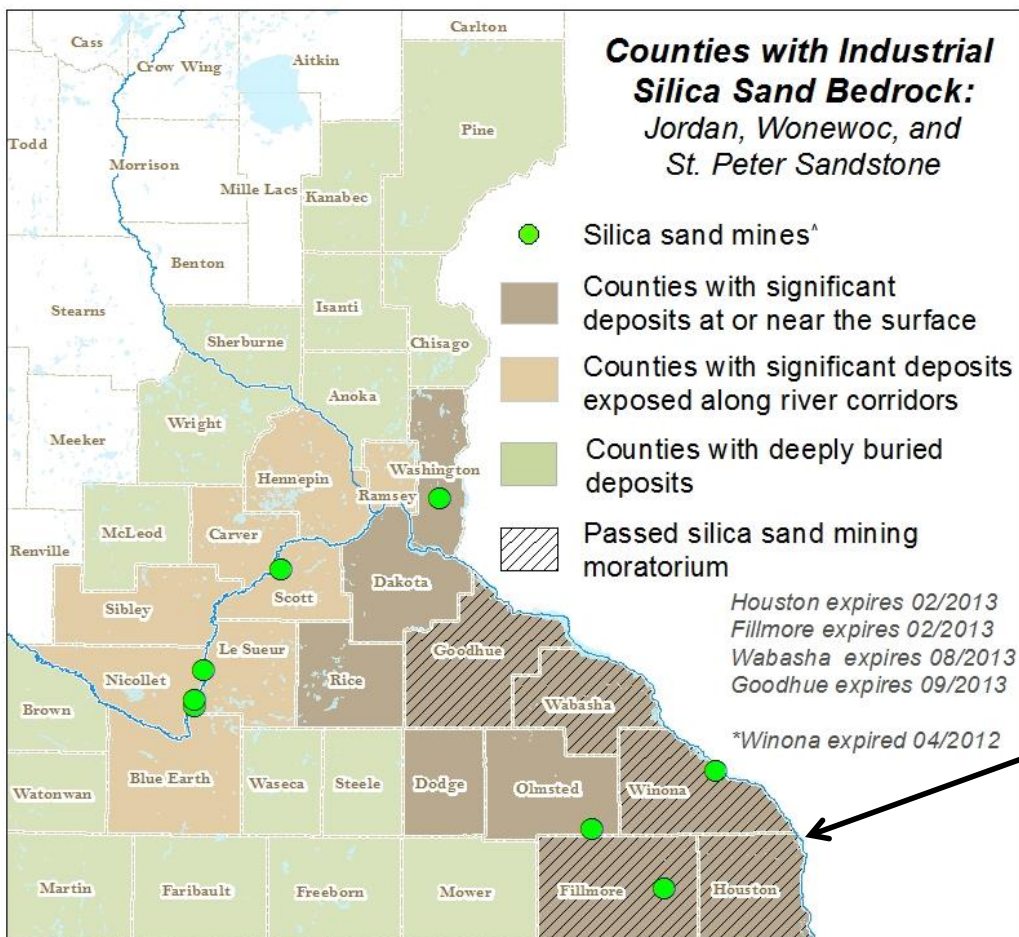 Counties with Industrial
Silica Sand Bedrock:
Jordan, Wonewoc, and
St. Peter Sandstone
Silica sand mines^
Counties with significant
deposits at or near the surface
Counties with significant deposits
exposed along river corridors
Counties with deeply buried
deposits
Passed silica sand mining
moratorium
Houston expires 02/2013
Fillmore expires 02/2013
Wabasha expires 08/2013
Goodhue expires 09/2013
*Winona expired 04/2012
Carlton
Cass
Crow Wing
Aitkin
Pine
Todd
Morrison
Mille Lacs
Kanabec
Benton
Isanti
Stearns
Sherburne
Chisago
Anoka
Wright
Meeker
Hennepin
Washington
Ramsey
McLeod
Carver
Renville
Dakota
Scott
Sibley
Le Sueur
Goodhue
Nicollet
Rice
Wabasha
Brown
Blue Earth
Waseca
Steele
Dodge
Olmsted
Winona
Watonwan
Martin
Faribault
Freeborn
Mower
Fillmore
Houston